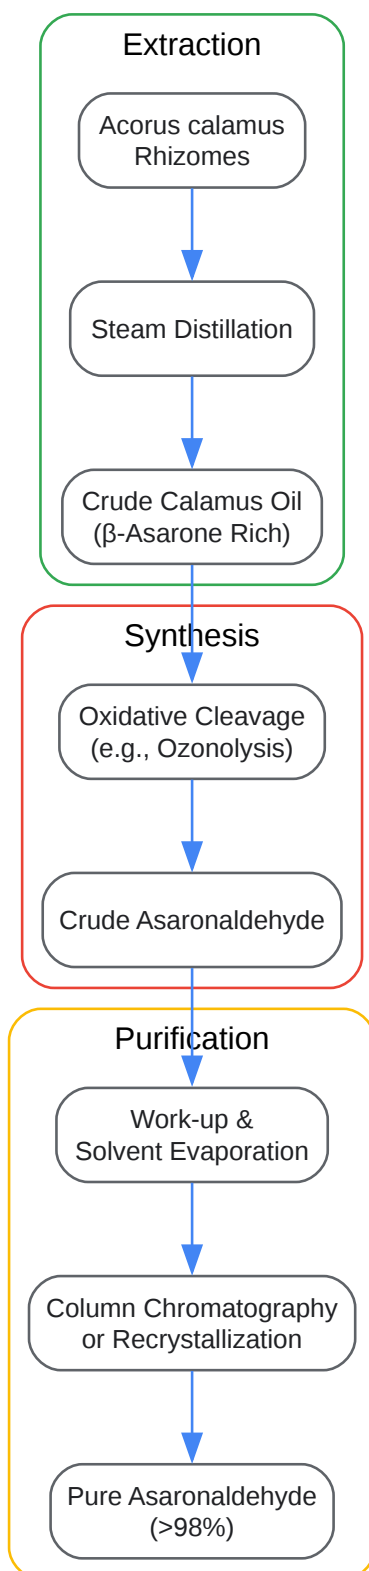 Extraction
Acorus calamus
Rhizomes
Steam Distillation
Crude Calamus Oil
(β-Asarone Rich)
Synthesis
Oxidative Cleavage
(e.g., Ozonolysis)
Crude Asaronaldehyde
Purification
Work-up &
Solvent Evaporation
Column Chromatography
or Recrystallization
Pure Asaronaldehyde
(>98%)